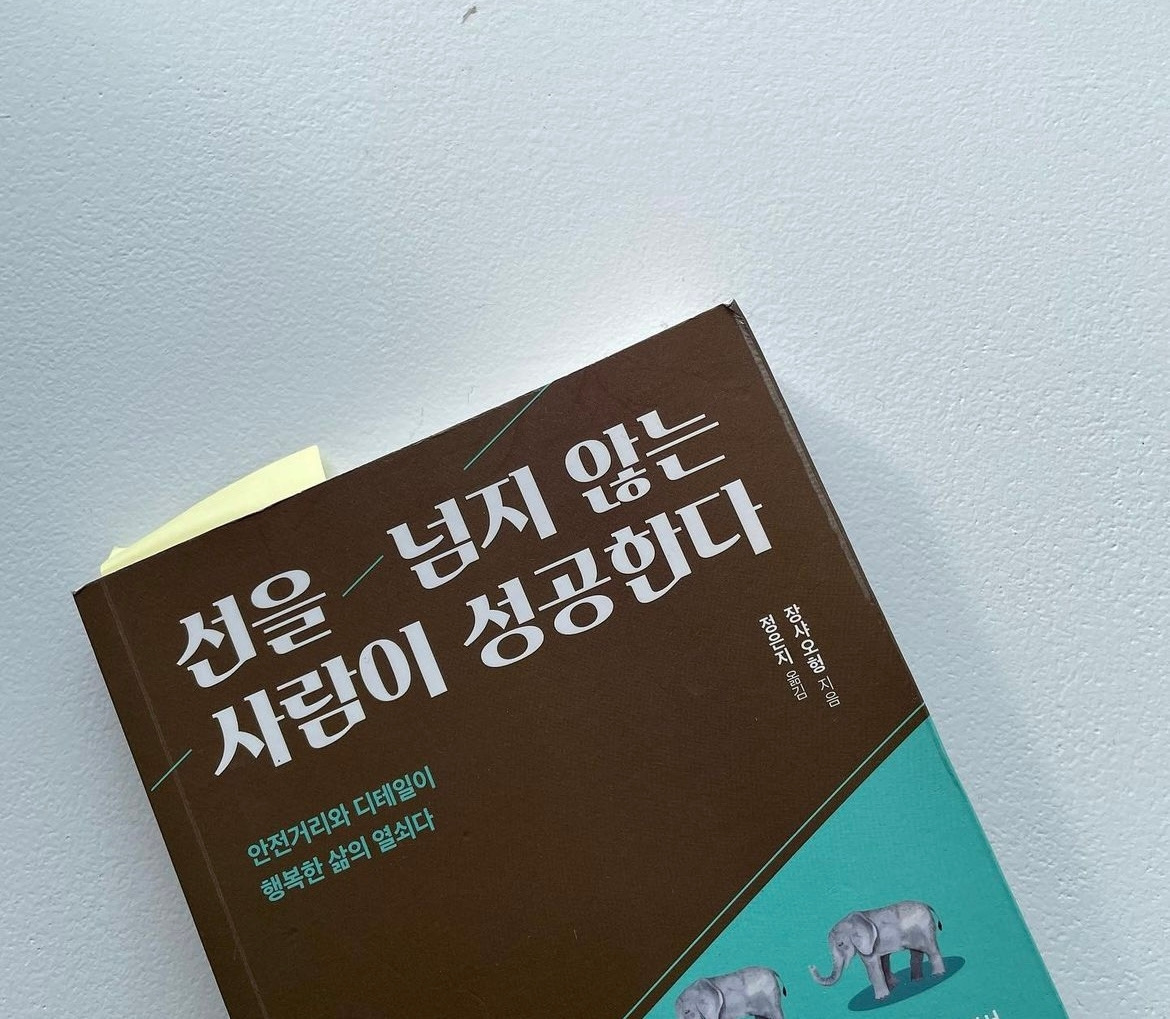 선을 넘지 않는
사람이 성공한다
장샤오헝 지음
정은지 옮김
안전거리와 디테일이
행복한 삶의 열쇠다